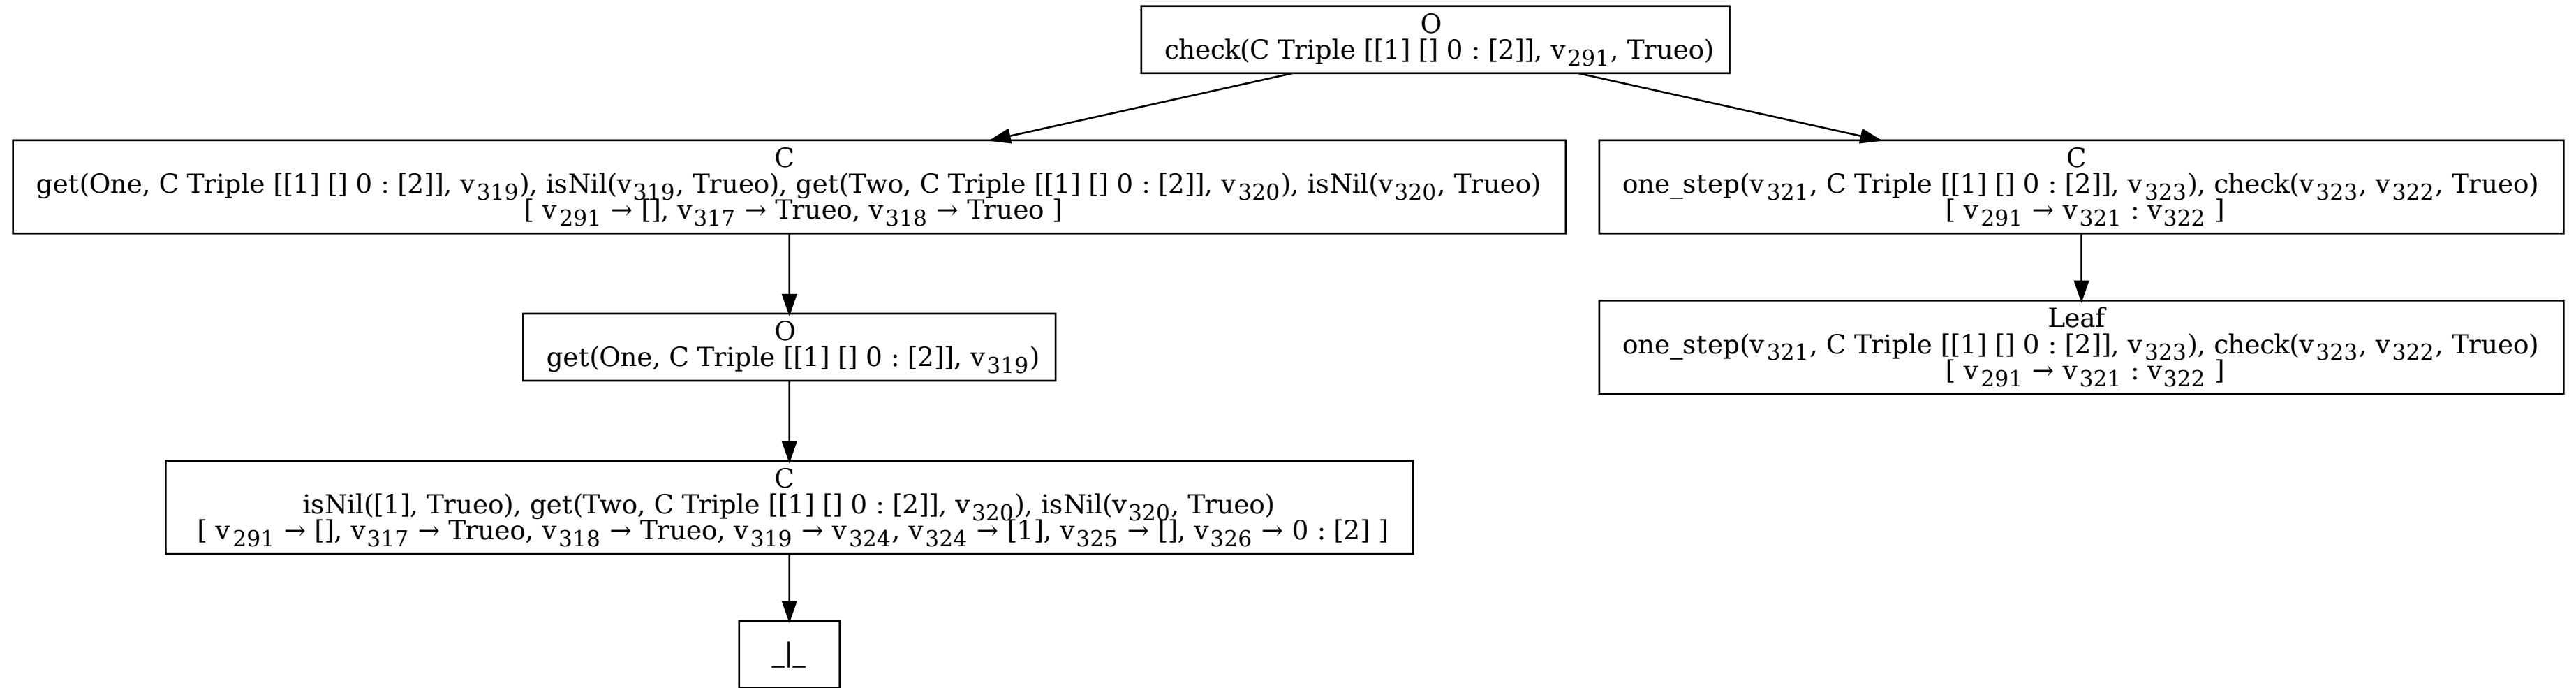 O
check(C Triple [[1] [] 0 : [2]], v291, Trueo)
C
get(One, C Triple [[1] [] 0 : [2]], v319), isNil(v319, Trueo), get(Two, C Triple [[1] [] 0 : [2]], v320), isNil(v320, Trueo)
[ v291 → [], v317 → Trueo, v318 → Trueo ]
C
one_step(v321, C Triple [[1] [] 0 : [2]], v323), check(v323, v322, Trueo)
[ v291 → v321 : v322 ]
O
get(One, C Triple [[1] [] 0 : [2]], v319)
Leaf
one_step(v321, C Triple [[1] [] 0 : [2]], v323), check(v323, v322, Trueo)
[ v291 → v321 : v322 ]
C
isNil([1], Trueo), get(Two, C Triple [[1] [] 0 : [2]], v320), isNil(v320, Trueo)
[ v291 → [], v317 → Trueo, v318 → Trueo, v319 → v324, v324 → [1], v325 → [], v326 → 0 : [2] ]
_|_